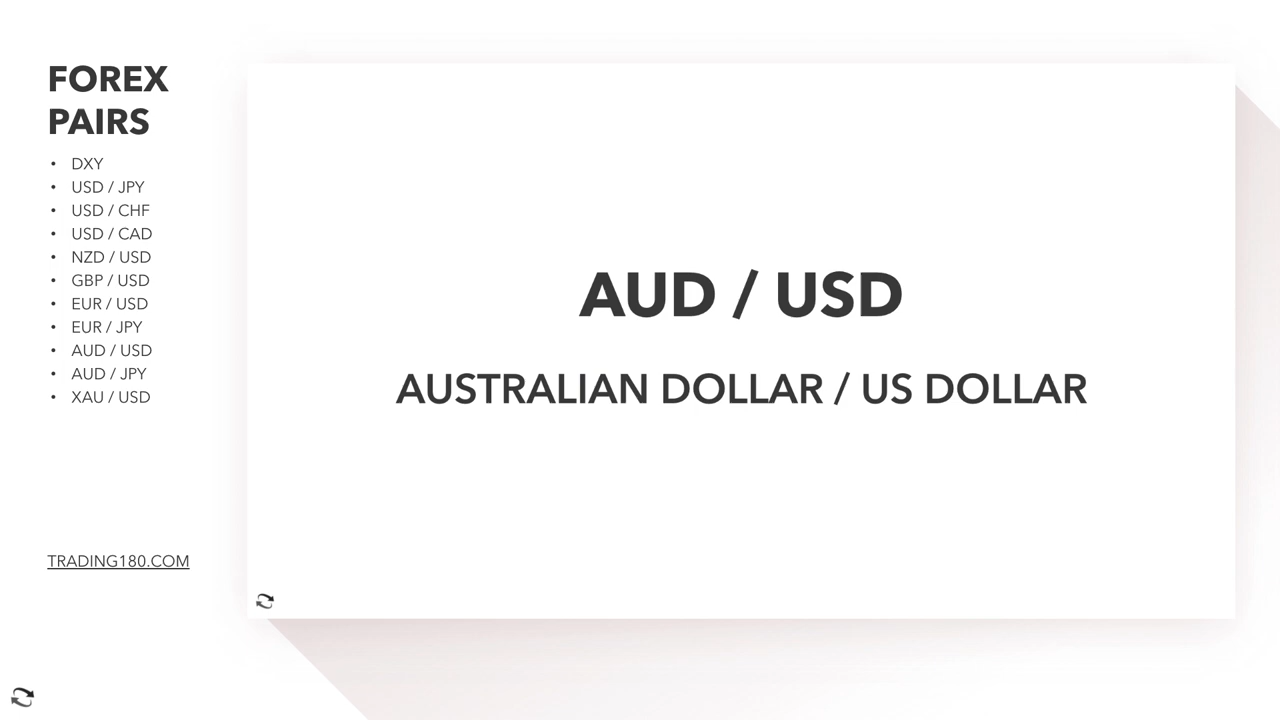 FOREX
PAIRS
• DXY
• USD / JPY
• USD / CHF
• USD / CAD
• NZD / USD
• GBP / USD
• EUR / USD
• EUR / JPY
• AUD / USD
• AUD / JPY
• XAU / USD
TRADING180.COM
AUD / USD
AUSTRALIAN DOLLAR / US DOLLAR